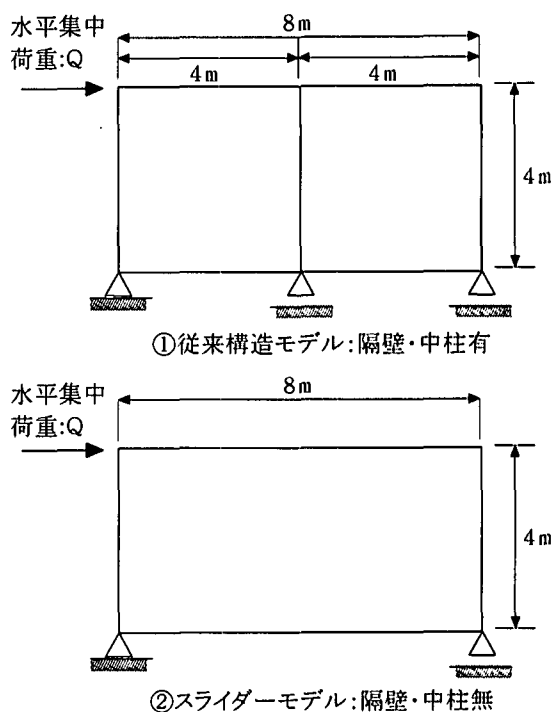 水平集中
荷重:Q
8m
4m
4m
4m
①従来構造モデル:隔壁・中柱有
水平集中
荷重:Q
8m
4m
②スライダーモデル:隔壁・中柱無